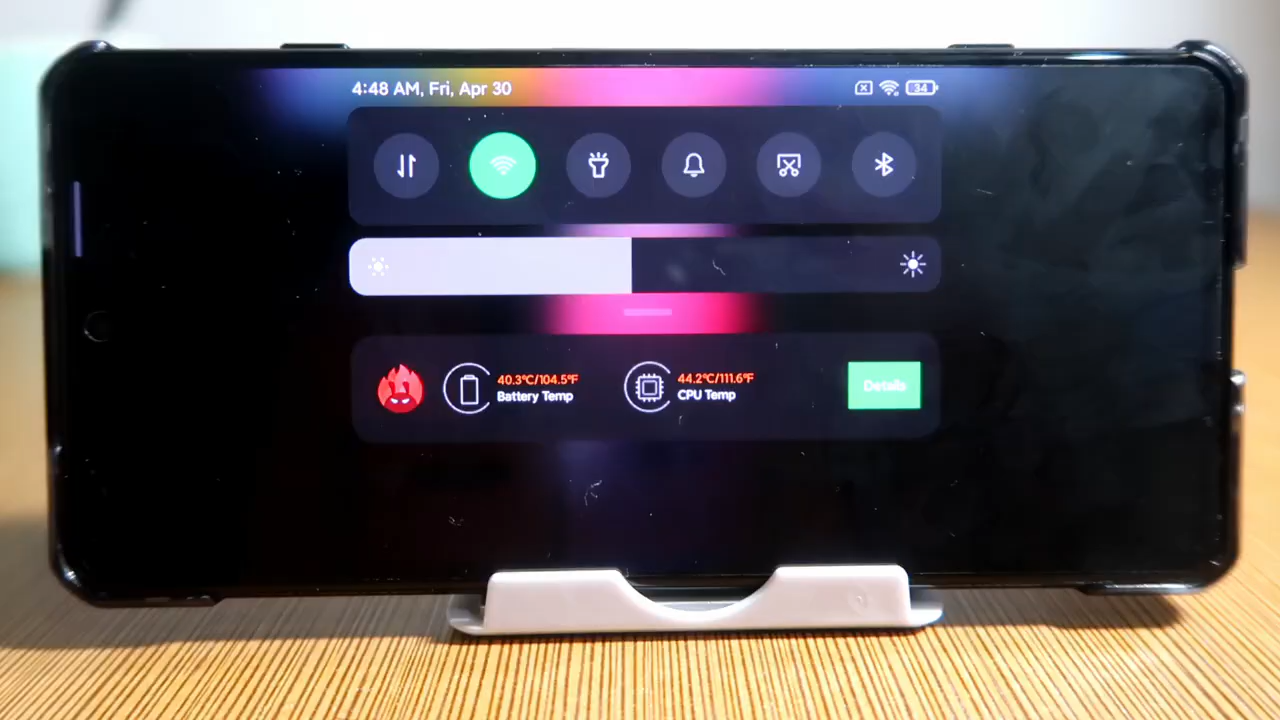 4:48 AM, Fri, Apr 30
34
40.3°C/104.5°F
Battery Temp
44.2°C/111.6°F
CPU Temp
Details